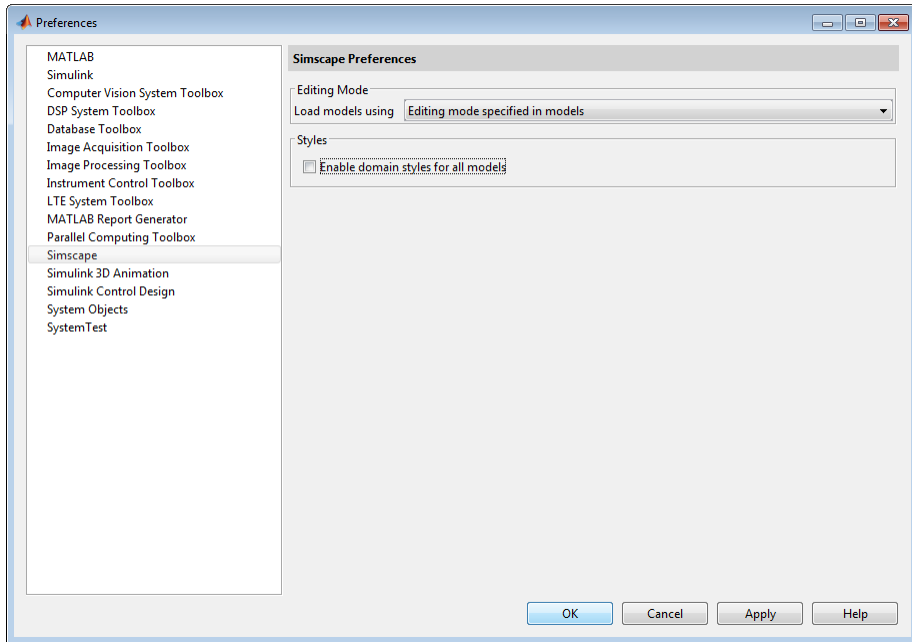 Preferences
MATLAB
Simulink
Computer Vision System Toolbox
DSP System Toolbox
Database Toolbox
Image Acquisition Toolbox
Image Processing Toolbox
Instrument Control Toolbox
LTE System Toolbox
MATLAB Report Generator
Parallel Computing Toolbox
Simscape
Simulink 3D Animation
Simulink Control Design
System Objects
SystemTest
Simscape Preferences
Editing Mode
Load models using Editing mode specified in models
Styles
Enable domain styles for all models
OK Cancel Apply Help